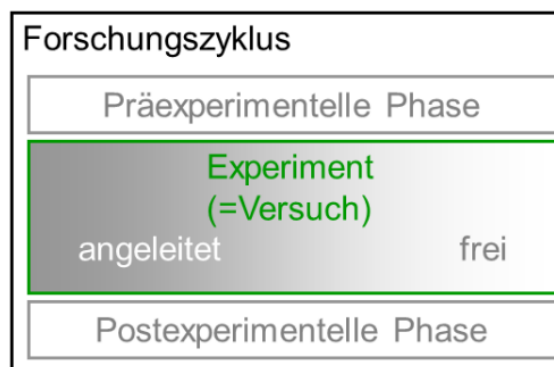 Forschungszyklus
Präexperimentelle Phase
Experiment
(=Versuch)
angeleitet frei
Postexperimentelle Phase